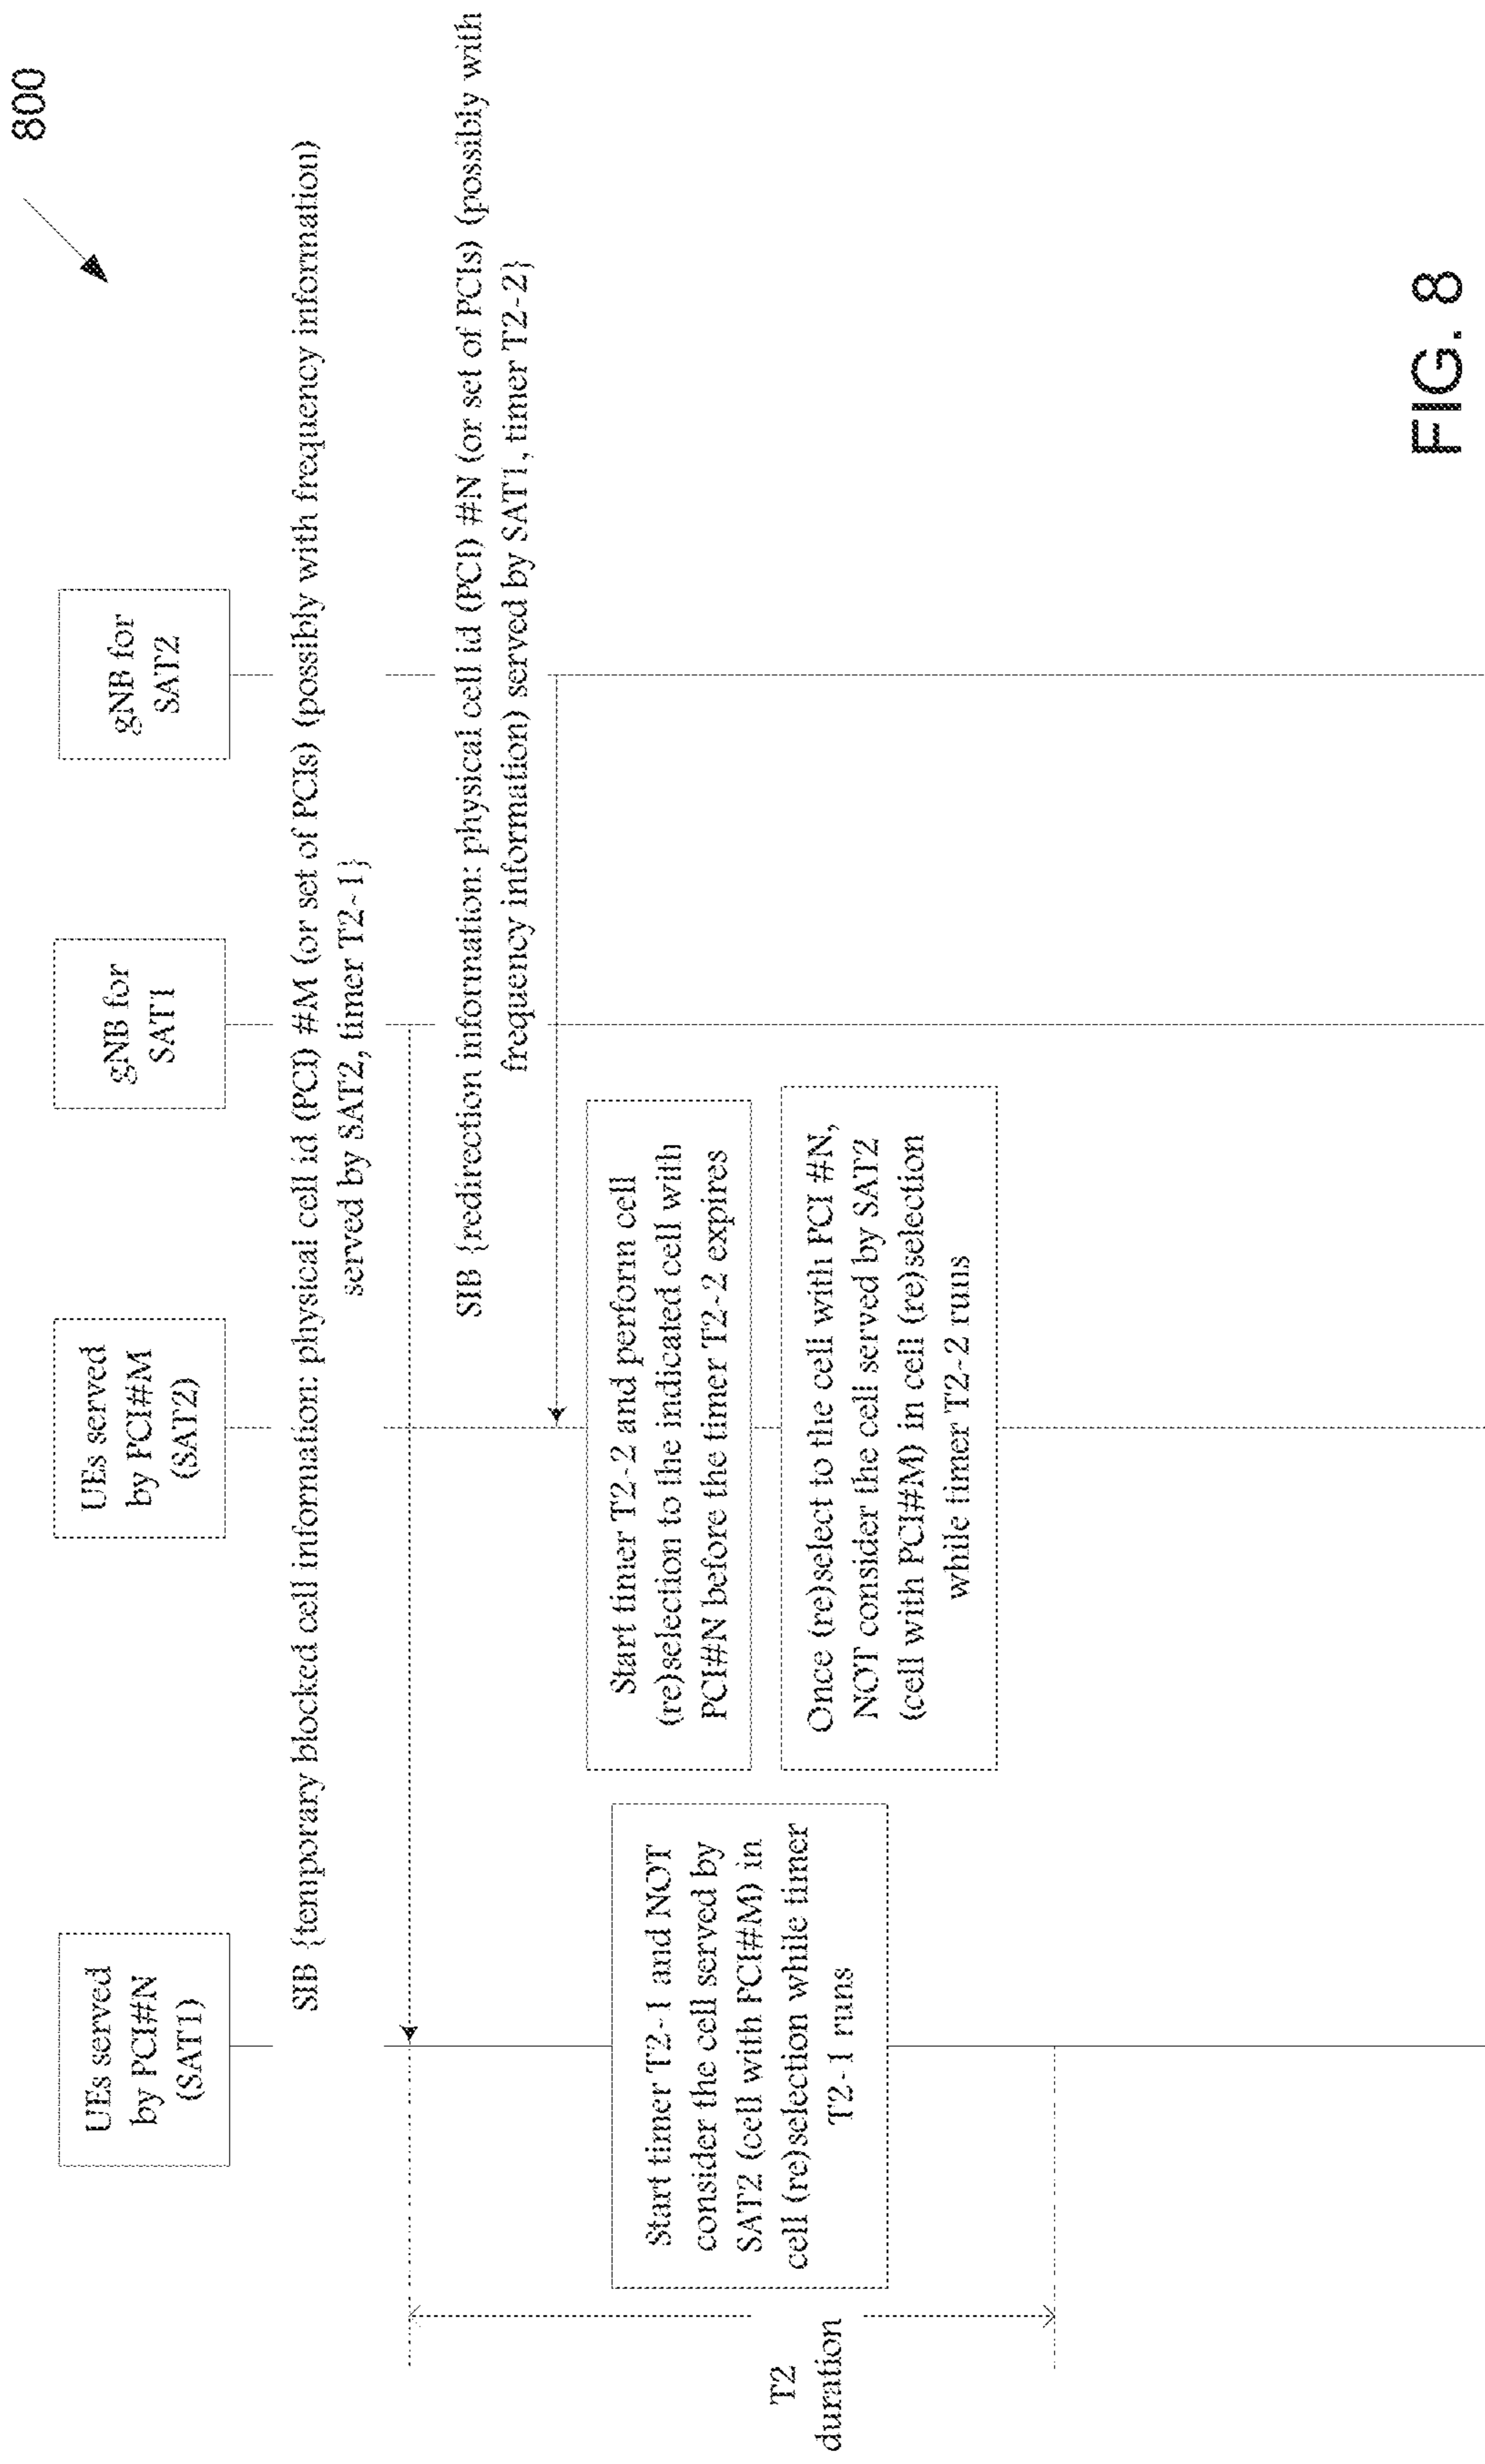 800
UEs served
by PCI#N
(SAT1)
UEs served
by PCI#M
(SAT2)
gNB for
SAT1
gNB for
SAT2
SIB {temporary blocked cell information: physical cell id (PCI) #M (or set of PCIs) (possibly with frequency information)
served by SAT2, timer T2-1}
SIB {redirection information: physical cell id (PCI) #N (or set of PCIs) (possibly with
frequency information) served by SAT1, timer T2-2}
T2
duration
Start timer T2-1 and NOT
consider the cell served by
SAT2 (cell with PCI#M) in
cell (re)selection while timer
T2-1 runs
Start timer T2-2 and perform cell
(re)selection to the indicated cell with
PCI#N before the timer T2-2 expires
Once (re)select to the cell with PCI #N,
NOT consider the cell served by SAT2
(cell with PCI#M) in cell (re)selection
while timer T2-2 runs
FIG. 8